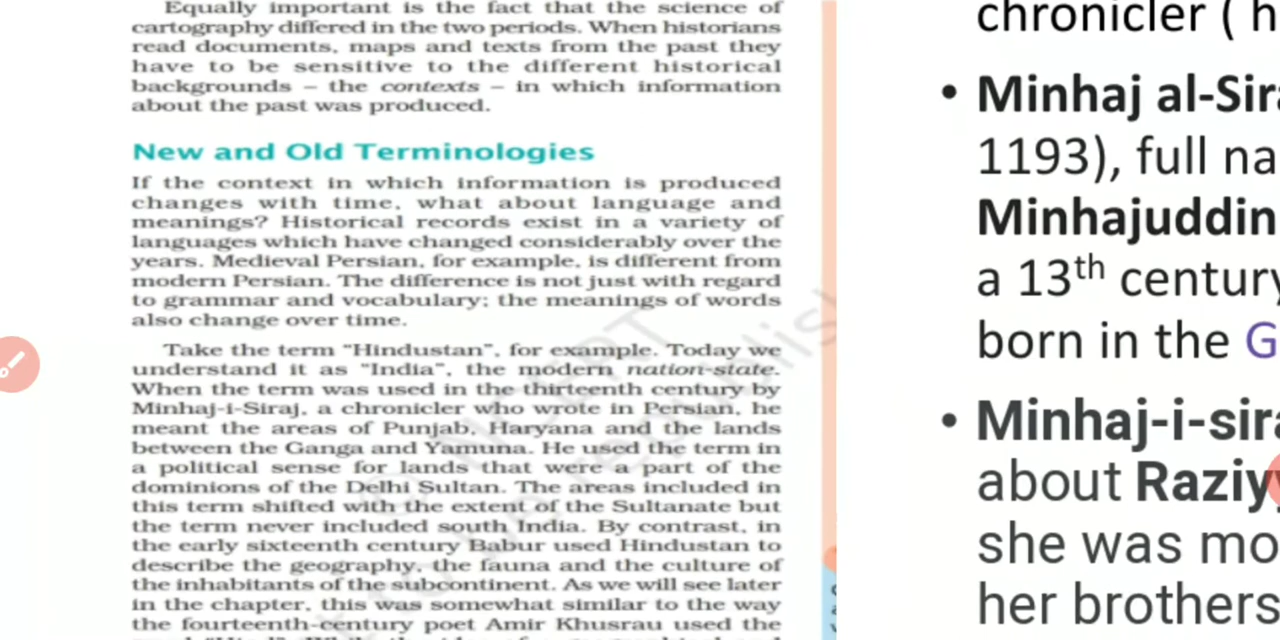 Equally important is the fact that the science of
cartography differed in the two periods. When historians
read documents, maps and texts from the past they
have to be sensitive to the different historical
backgrounds – the contexts – in which information
about the past was produced.
New and Old Terminologies
If the context in which information is produced
changes with time, what about language and
meanings? Historical records exist in a variety of
languages which have changed considerably over the
years. Medieval Persian, for example, is different from
modern Persian. The difference is not just with regard
to grammar and vocabulary; the meanings of words
also change over time.
Take the term “Hindustan”, for example. Today we
understand it as “India”, the modern nation-state.
When the term was used in the thirteenth century by
Minhaj-i-Siraj, a chronicler who wrote in Persian, he
meant the areas of Punjab, Haryana and the lands
between the Ganga and Yamuna. He used the term in
a political sense for lands that were a part of the
dominions of the Delhi Sultan. The areas included in
this term shifted with the extent of the Sultanate but
the term never included south India. By contrast, in
the early sixteenth century Babur used Hindustan to
describe the geography, the fauna and the culture of
the inhabitants of the subcontinent. As we will see later
in the chapter, this was somewhat similar to the way
the fourteenth-century poet Amir Khusrau used the
chronicler ( h
• Minhaj al-Sira
1193), full na
Minhajuddin
a 13th century
born in the G
• Minhaj-i-sira
about Raziyy
she was mo
her brothers